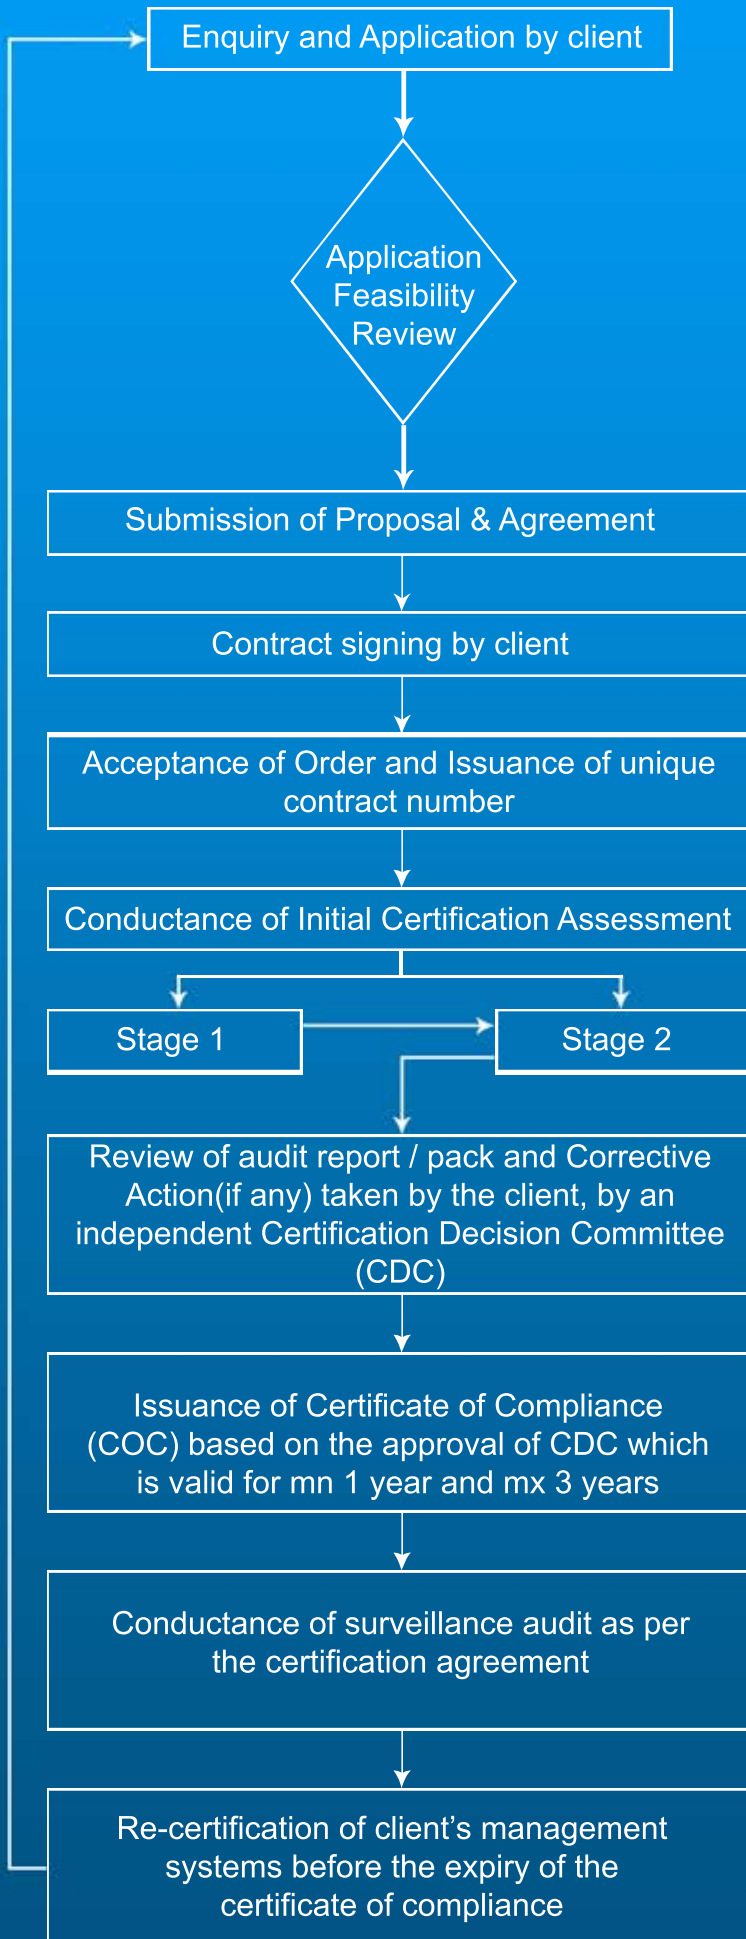 Enquiry and Application by client
Application
Feasibility
Review
Submission of Proposal & Agreement
Contract signing by client
Acceptance of Order and Issuance of unique
contract number
Conductance of Initial Certification Assessment
Stage 1
Stage 2
Review of audit report / pack and Corrective
Action(if any) taken by the client, by an
independent Certification Decision Committee
(CDC)
Issuance of Certificate of Compliance
(COC) based on the approval of CDC which
is valid for mn 1 year and mx 3 years
Conductance of surveillance audit as per
the certification agreement
Re-certification of client’s management
systems before the expiry of the
certificate of compliance